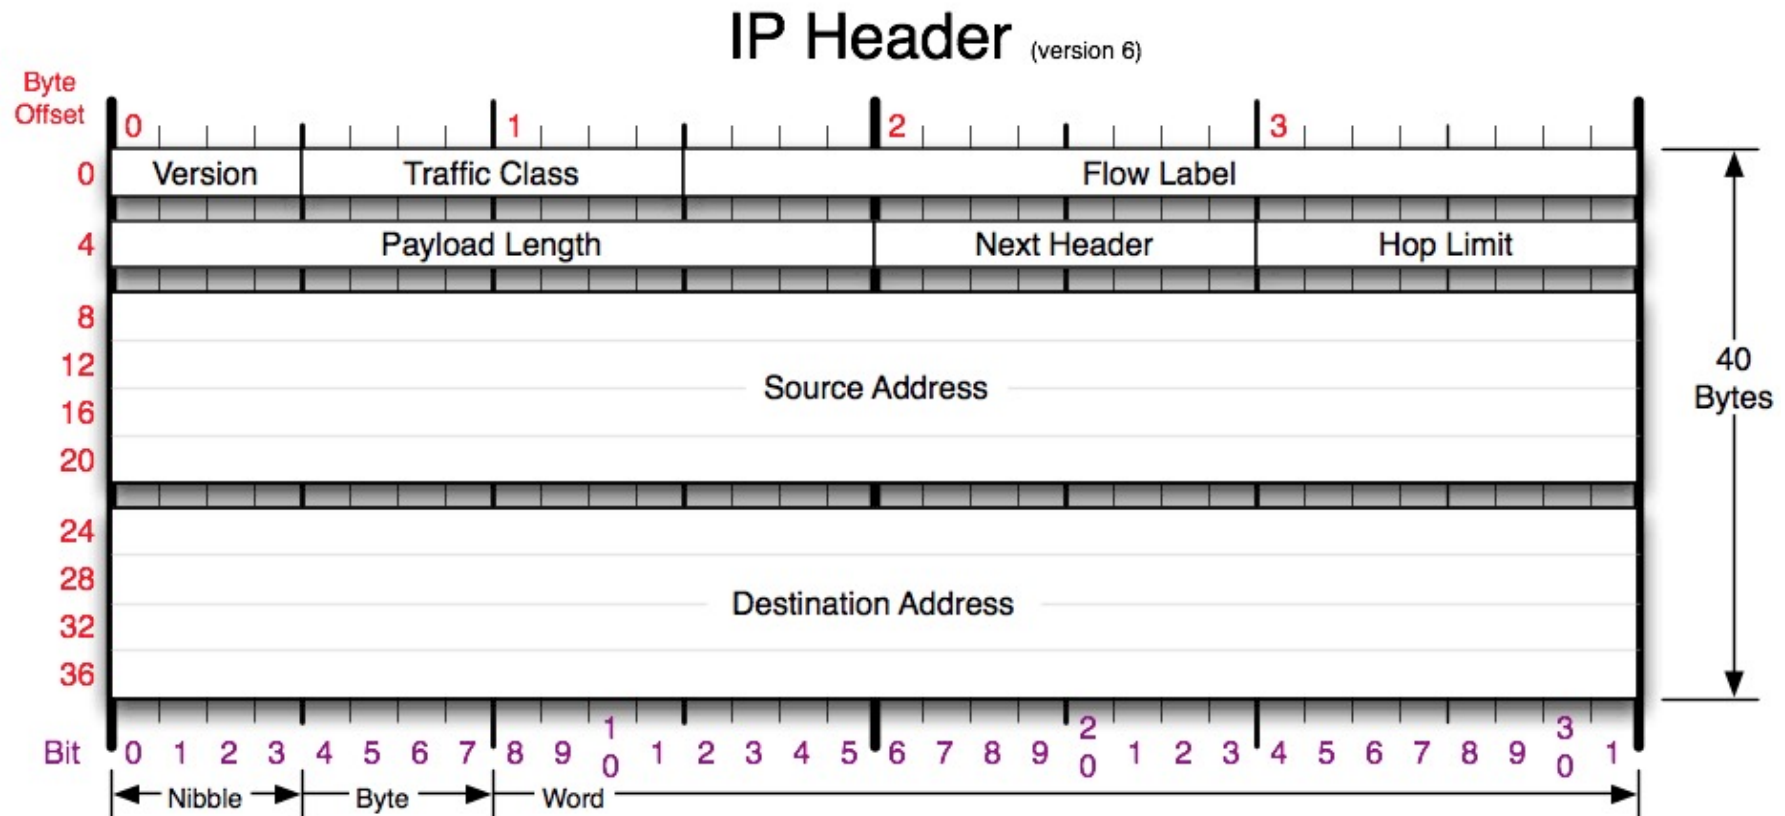 IP Header (version 6)
Byte
Offset
0 1 2 3
0 Version Traffic Class Flow Label
4 Payload Length Next Header Hop Limit
8
12
Source Address
16
20
40
Bytes
24
28
Destination Address
32
36
Bit 0 1 2 3 4 5 6 7 8 9 10 1 2 3 4 5 6 7 8 9 20 1 2 3 4 5 6 7 8 9 30 1
Nibble Byte Word